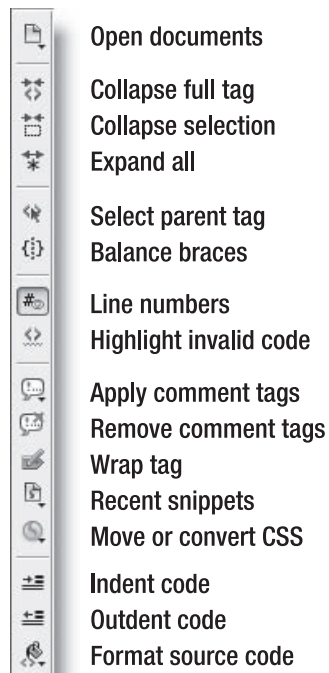 Open documents
Collapse full tag
Collapse selection
Expand all
Select parent tag
Balance braces
Line numbers
Highlight invalid code
Apply comment tags
Remove comment tags
Wrap tag
Recent snippets
Move or convert CSS
Indent code
Outdent code
Format source code